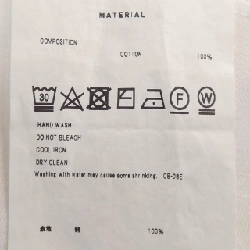 MATERIAL
COMPOSITION
COTTON 100%
30 F W
HAND WASH
DO NOT BLEACH
COOL IRON
DRY CLEAN
Washing with water may cause some shrinking.
100%